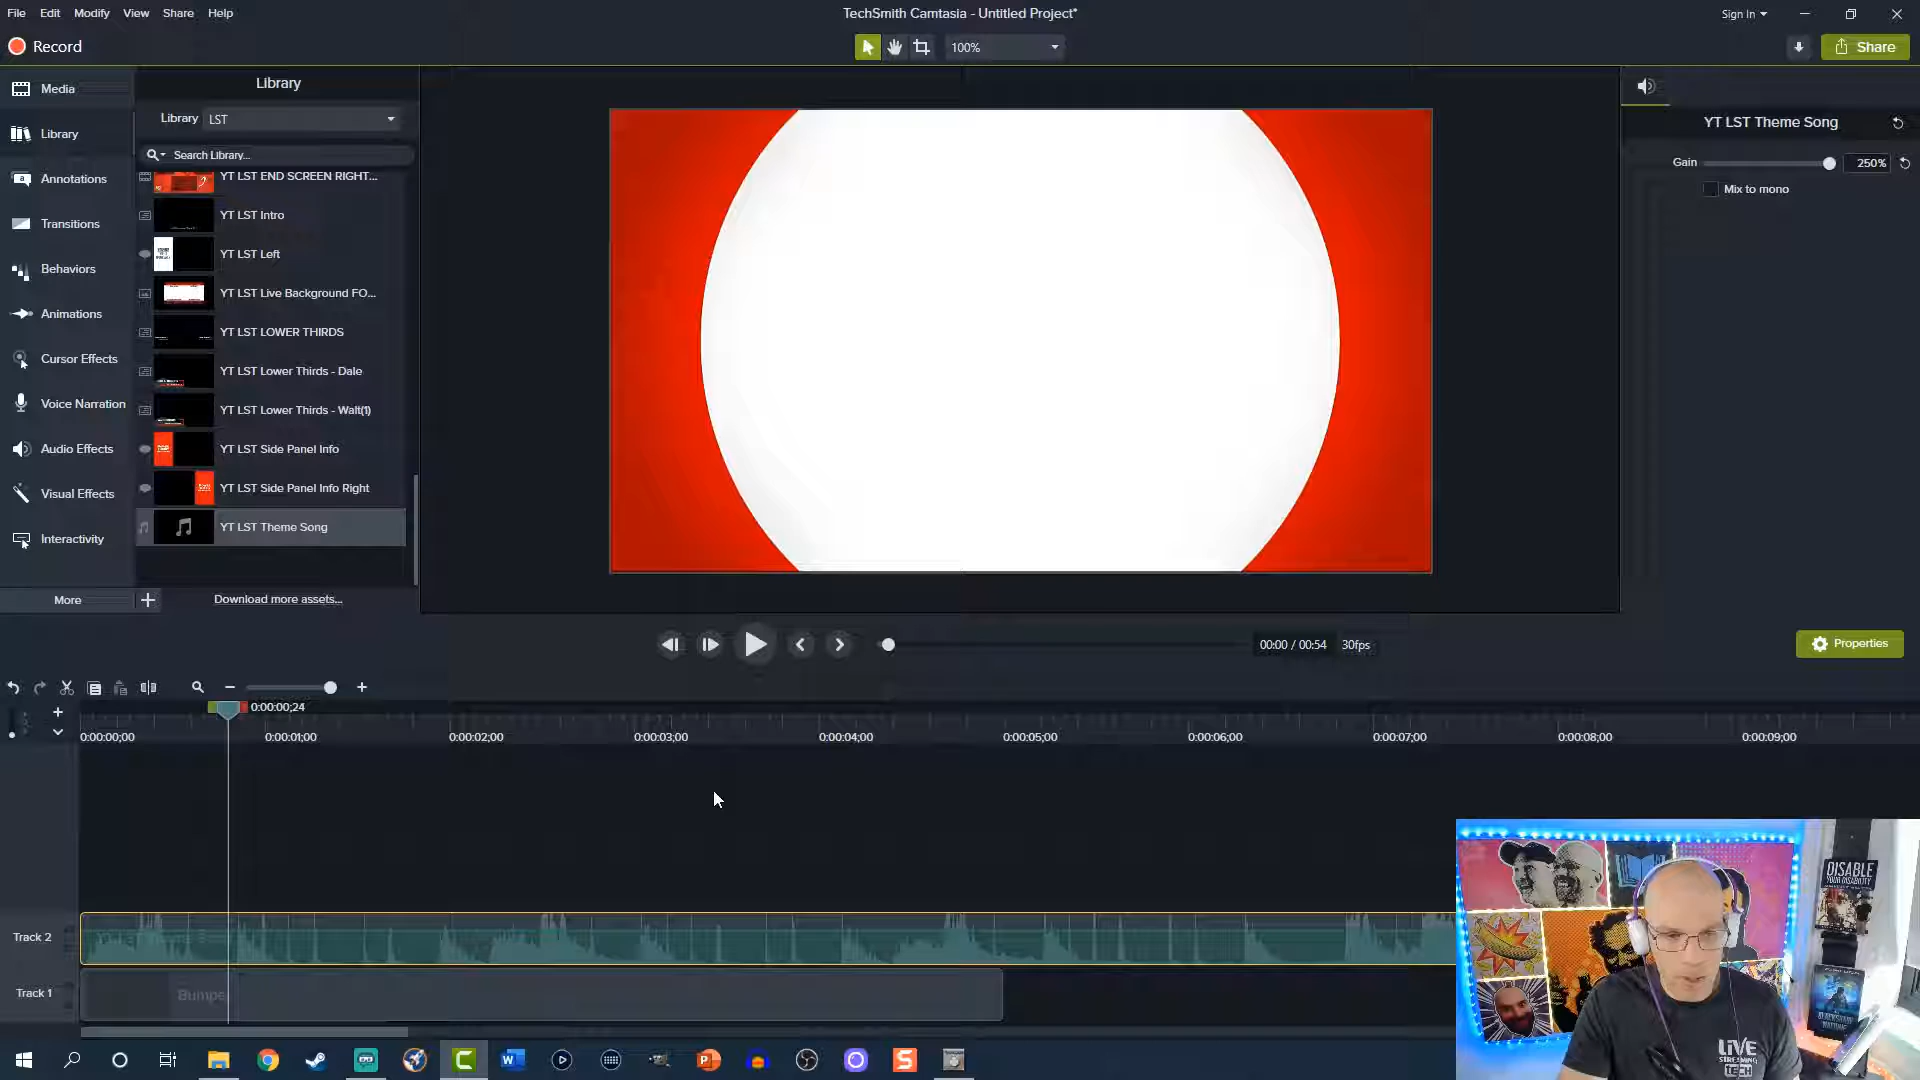 File Edit Modify View Share Help
TechSmith Camtasia - Untitled Project*
Sign In
Record
100%
Share
Media
Library
Annotations
Transitions
Behaviors
Animations
Cursor Effects
Voice Narration
Audio Effects
Visual Effects
Interactivity
More
Library
Library LST
Search Library...
YT LST END SCREEN RIGHT...
YT LST Intro
YT LST Left
YT LST Live Background FO...
YT LST LOWER THIRDS
YT LST Lower Thirds - Dale
YT LST Lower Thirds - Walt(1)
YT LST Side Panel Info
YT LST Side Panel Info Right
YT LST Theme Song
Download more assets...
YT LST Theme Song
Gain 250%
Mix to mono
00:00 / 00:54 30fps
Properties
0:00:00;24
0:00:00;00 0:00:01;00 0:00:02;00 0:00:03;00 0:00:04;00 0:00:05;00 0:00:06;00 0:00:07;00 0:00:08;00 0:00:09;00
Track 2
Track 1
Bumpe
DISABLE
YOUR DISABILITY
LIVE
STREAMING
TECH